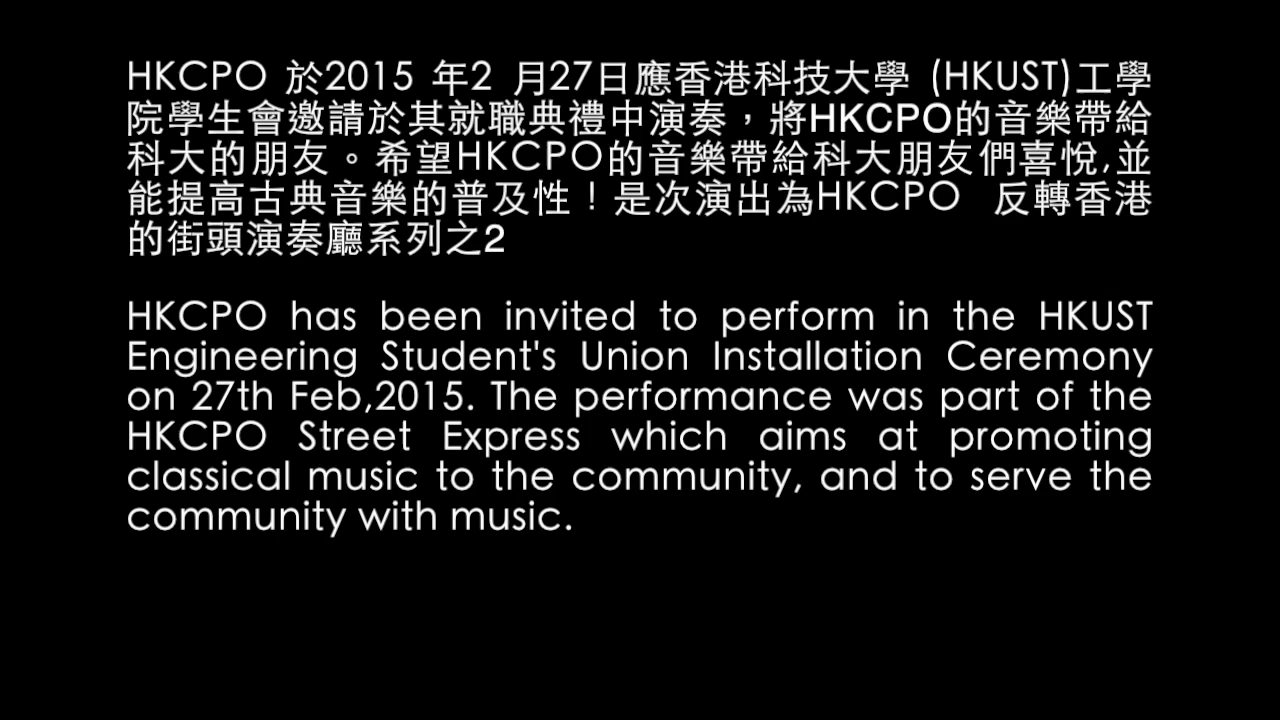 HKCPO 於2015 年2 月27日應香港科技大學 (HKUST)工學
院學生會邀請於其就職典禮中演奏，將HKCPO的音樂帶給
科大的朋友。希望HKCPO的音樂帶給科大朋友們喜悅,並
能提高古典音樂的普及性！是次演出為HKCPO 反轉香港
的街頭演奏廳系列之2
HKCPO has been invited to perform in the HKUST
Engineering Student's Union Installation Ceremony
on 27th Feb,2015. The performance was part of the
HKCPO Street Express which aims at promoting
classical music to the community, and to serve the
community with music.